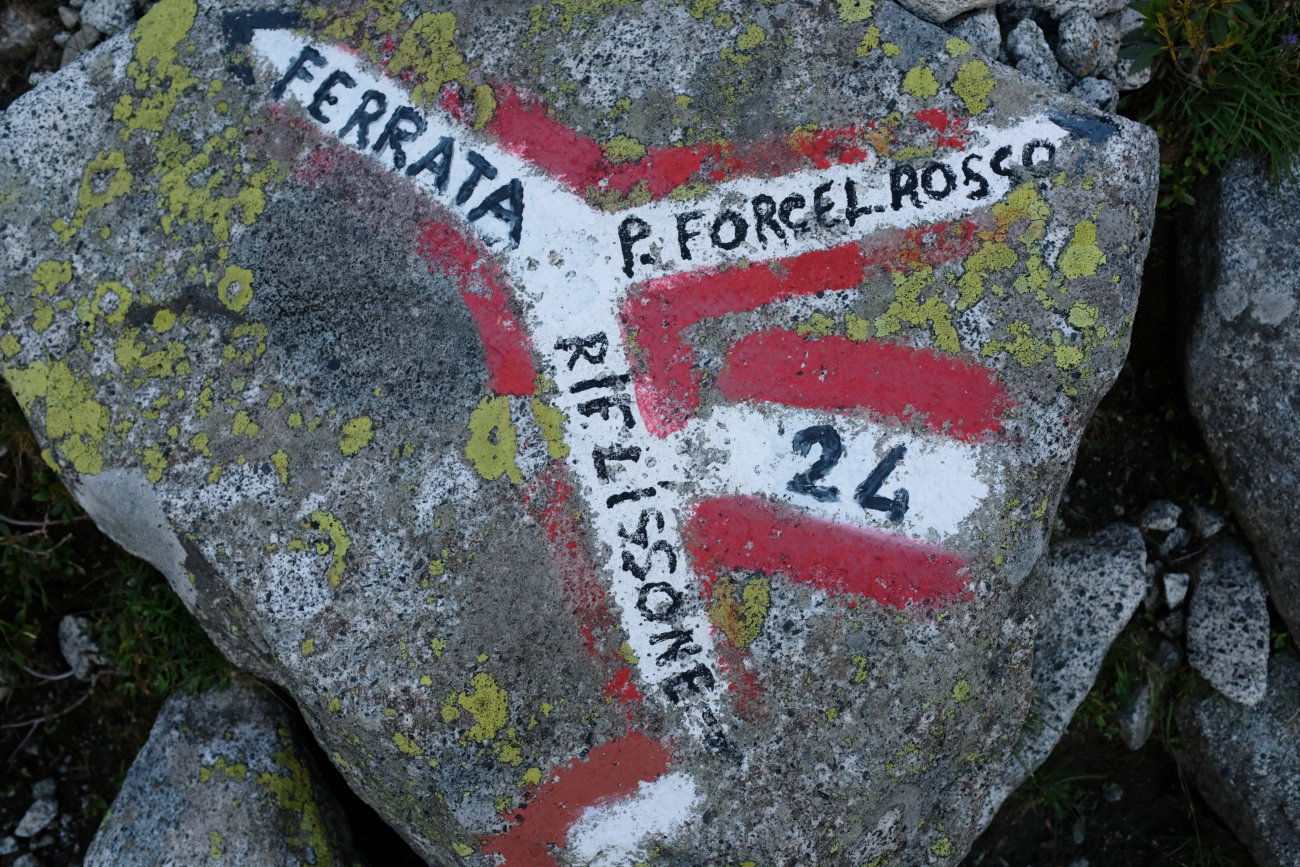 FERRATA
P. FORCEL.ROSSO
RIF LISSONE
24